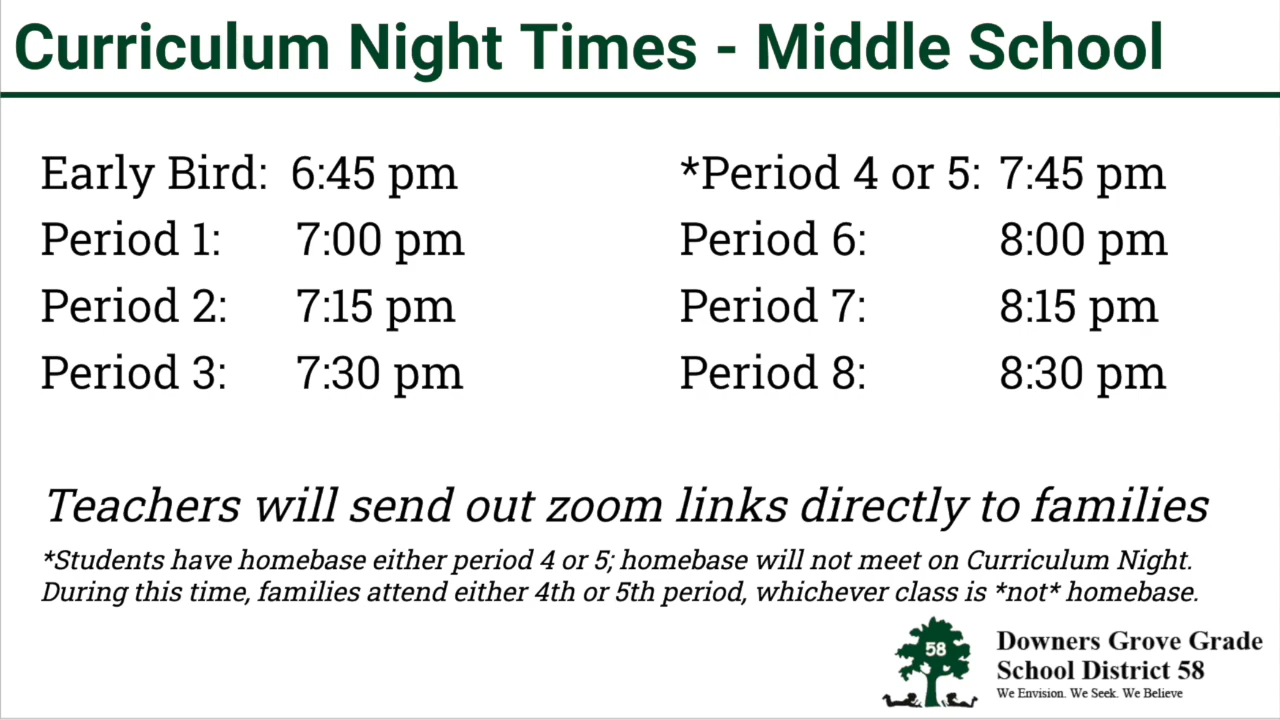 Curriculum Night Times - Middle School
Early Bird: 6:45 pm
Period 1: 7:00 pm
Period 2: 7:15 pm
Period 3: 7:30 pm
*Period 4 or 5: 7:45 pm
Period 6: 8:00 pm
Period 7: 8:15 pm
Period 8: 8:30 pm
Teachers will send out zoom links directly to families
*Students have homebase either period 4 or 5; homebase will not meet on Curriculum Night.
During this time, families attend either 4th or 5th period, whichever class is *not* homebase.
58
Downers Grove Grade
School District 58
We Envision. We Seek. We Believe